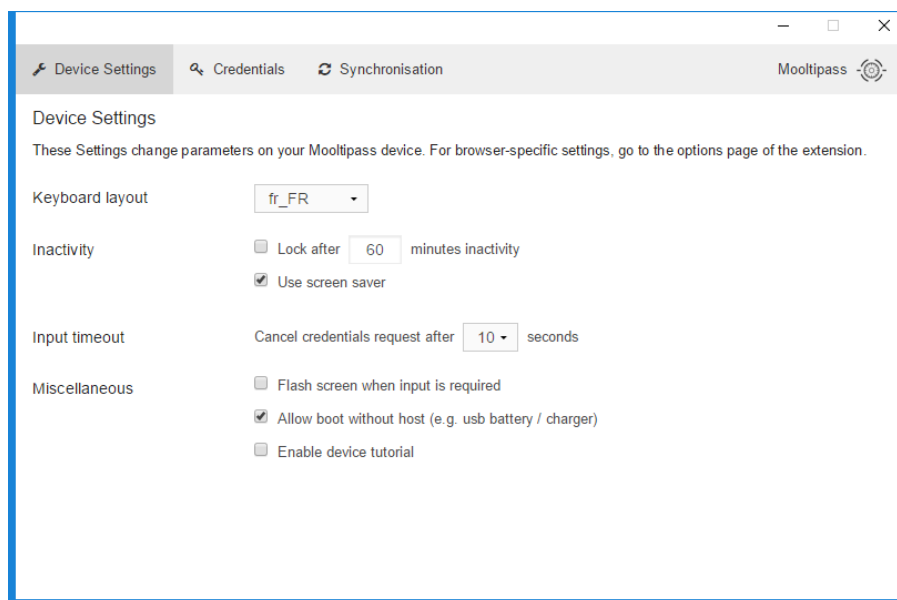 Device Settings Credentials Synchronisation Mooltipass
Device Settings
These Settings change parameters on your Mooltipass device. For browser-specific settings, go to the options page of the extension.
Keyboard layout fr_FR
Inactivity Lock after 60 minutes inactivity
Use screen saver
Input timeout Cancel credentials request after 10 seconds
Miscellaneous Flash screen when input is required
Allow boot without host (e.g. usb battery / charger)
Enable device tutorial